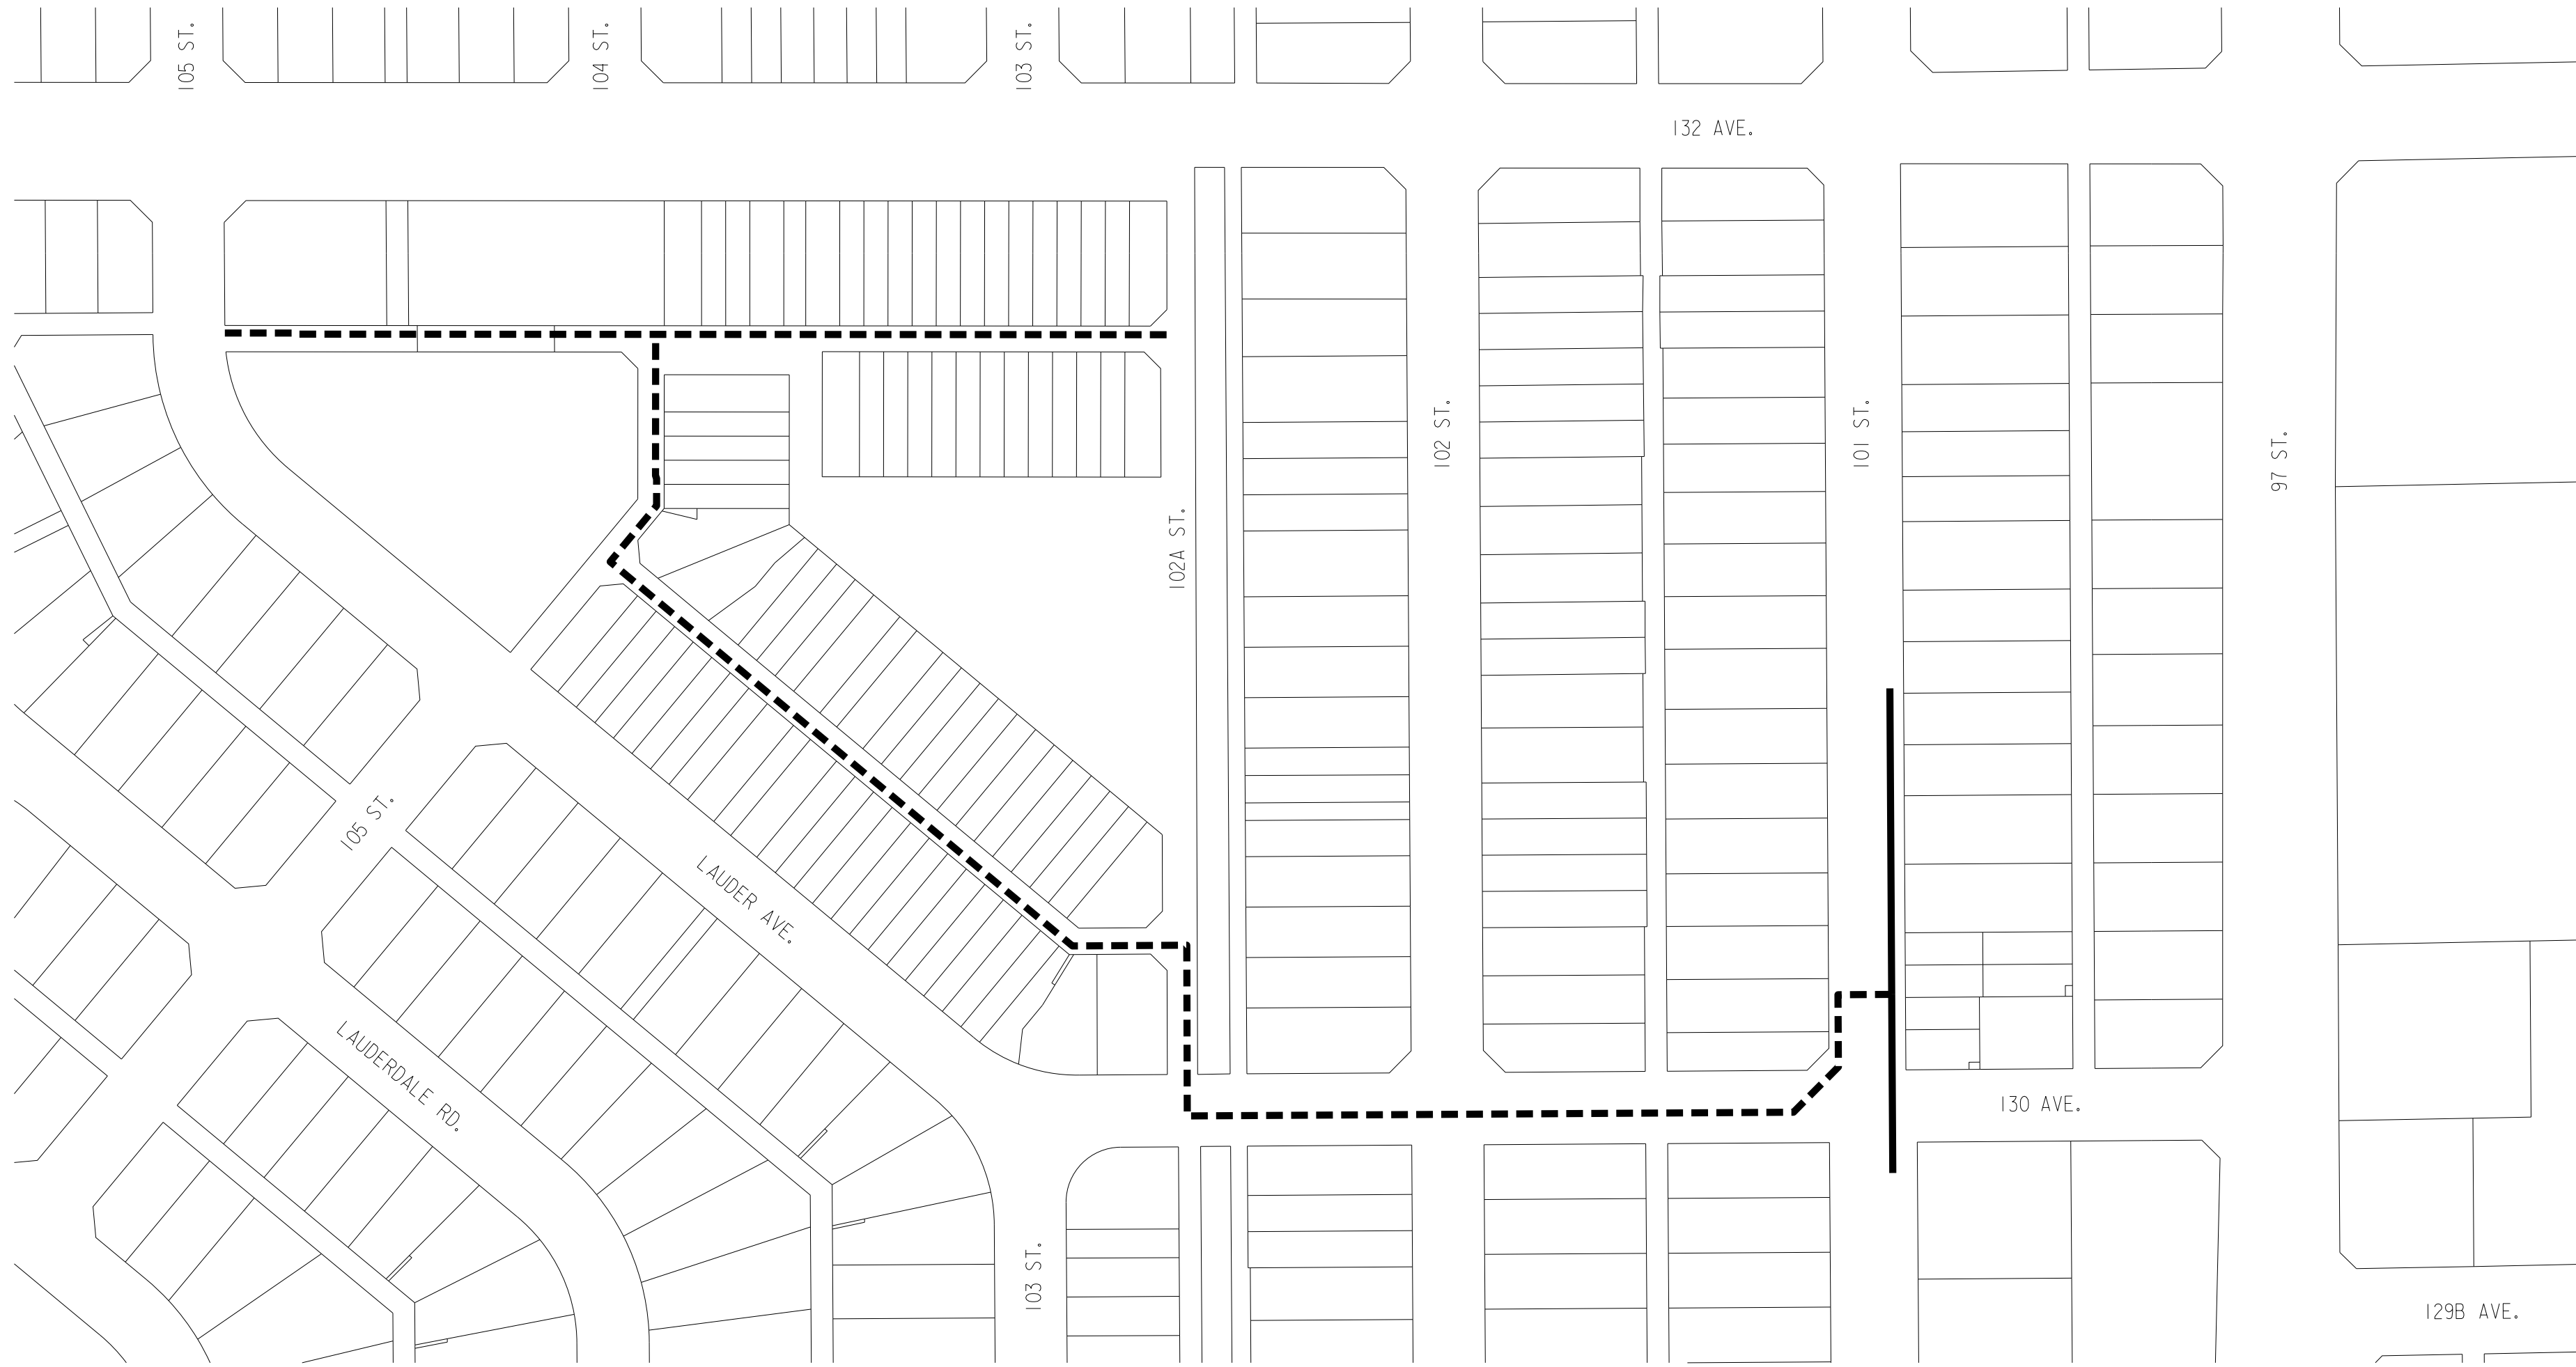 105 ST.
104 ST.
103 ST.
132 AVE.
102 ST.
101 ST.
97 ST.
102A ST.
105 ST.
LAUDER AVE.
LAUDERDALE RD.
130 AVE.
103 ST.
129B AVE.